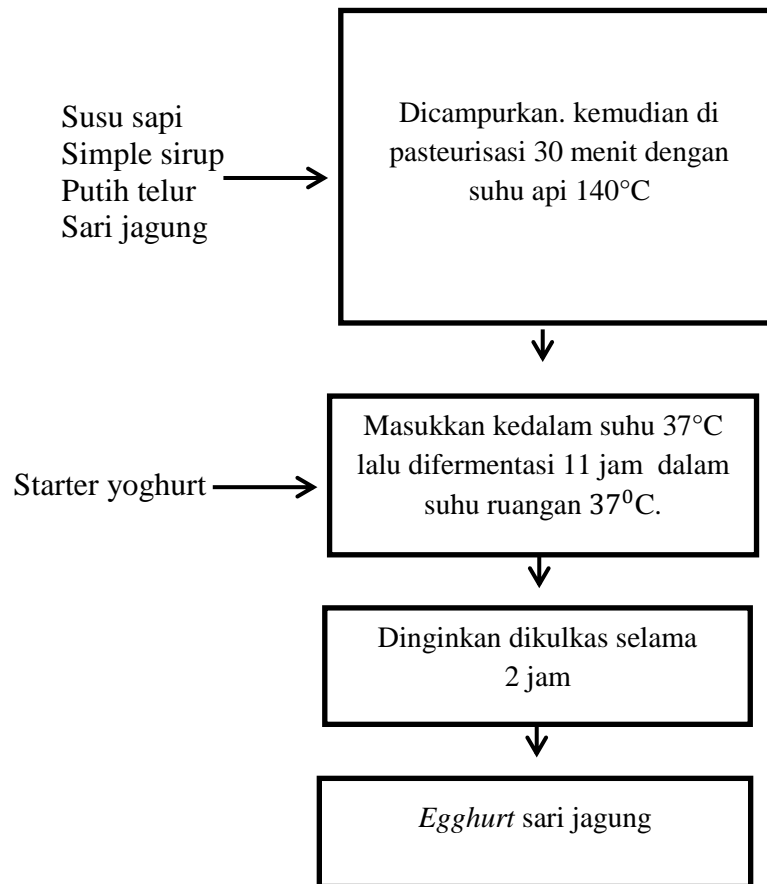 Susu sapi
Simple sirup
Putih telur
Sari jagung
Dicampurkan. kemudian di
pasteurisasi 30 menit dengan
suhu api 140°C
Starter yoghurt
Masukkan kedalam suhu 37°C
lalu difermentasi 11 jam dalam
suhu ruangan 37⁰C.
Dinginkan dikulkas selama
2 jam
Egghurt sari jagung